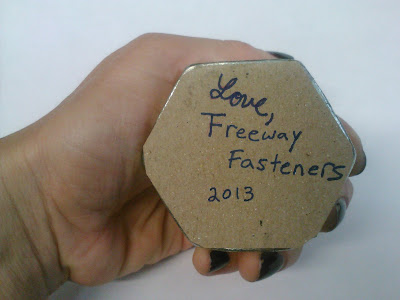 Love,
Freeway
Fasteners
2013